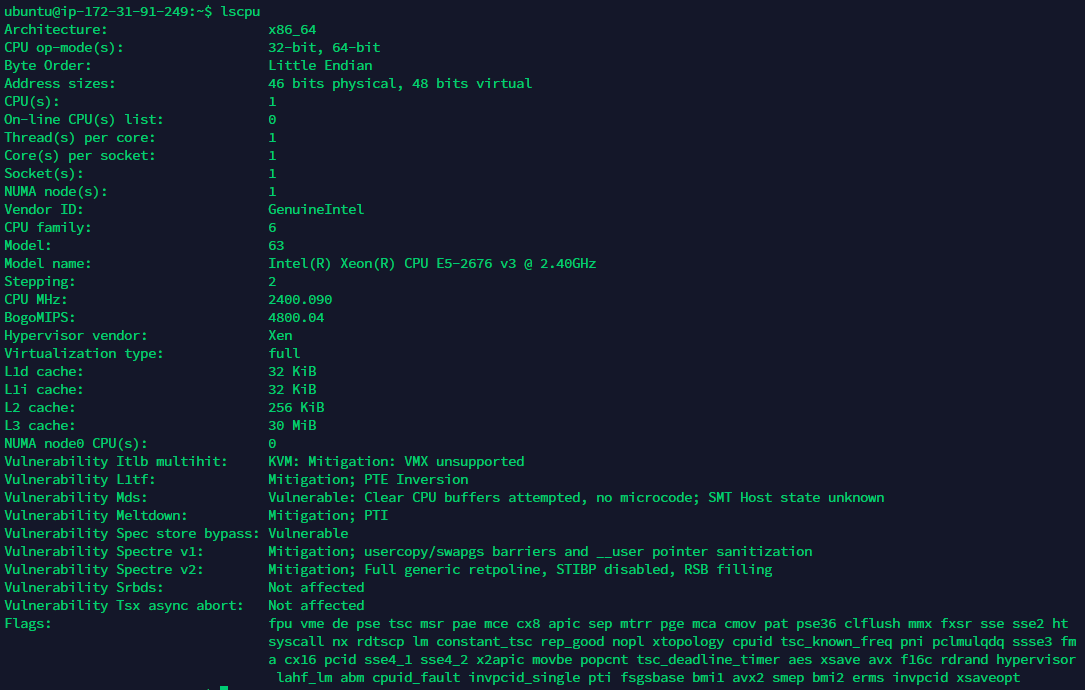 ubuntu@ip-172-31-91-249:~$ lscpu
Architecture: x86_64
CPU op-mode(s): 32-bit, 64-bit
Byte Order: Little Endian
Address sizes: 46 bits physical, 48 bits virtual
CPU(s): 1
On-line CPU(s) list: 0
Thread(s) per core: 1
Core(s) per socket: 1
Socket(s): 1
NUMA node(s): 1
Vendor ID: GenuineIntel
CPU family: 6
Model: 63
Model name: Intel(R) Xeon(R) CPU E5-2676 v3 @ 2.40GHz
Stepping: 2
CPU MHz: 2400.090
BogoMIPS: 4800.04
Hypervisor vendor: Xen
Virtualization type: full
L1d cache: 32 KiB
L1i cache: 32 KiB
L2 cache: 256 KiB
L3 cache: 30 MiB
NUMA node0 CPU(s): 0
Vulnerability Itlb multihit: KVM: Mitigation: VMX unsupported
Vulnerability L1tf: Mitigation; PTE Inversion
Vulnerability Mds: Vulnerable: Clear CPU buffers attempted, no microcode; SMT Host state unknown
Vulnerability Meltdown: Mitigation; PTI
Vulnerability Spec store bypass: Vulnerable
Vulnerability Spectre v1: Mitigation; usercopy/swapgs barriers and __user pointer sanitization
Vulnerability Spectre v2: Mitigation; Full generic retpoline, STIBP disabled, RSB filling
Vulnerability Srbds: Not affected
Vulnerability Tsx async abort: Not affected
Flags: fpu vme de pse tsc msr pae mce cx8 apic sep mtrr pge mca cmov pat pse36 clflush mmx fxsr sse sse2 ht
syscall nx rdtscp lm constant_tsc rep_good nopl xtopology cpuid tsc_known_freq pni pclmulqdq ssse3 fm
a cx16 pcid sse4_1 sse4_2 x2apic movbe popcnt tsc_deadline_timer aes xsave avx f16c rdrand hypervisor
lahf_lm abm cpuid_fault invpcid_single pti fsgsbase bmi1 avx2 smep bmi2 erms invpcid xsaveopt